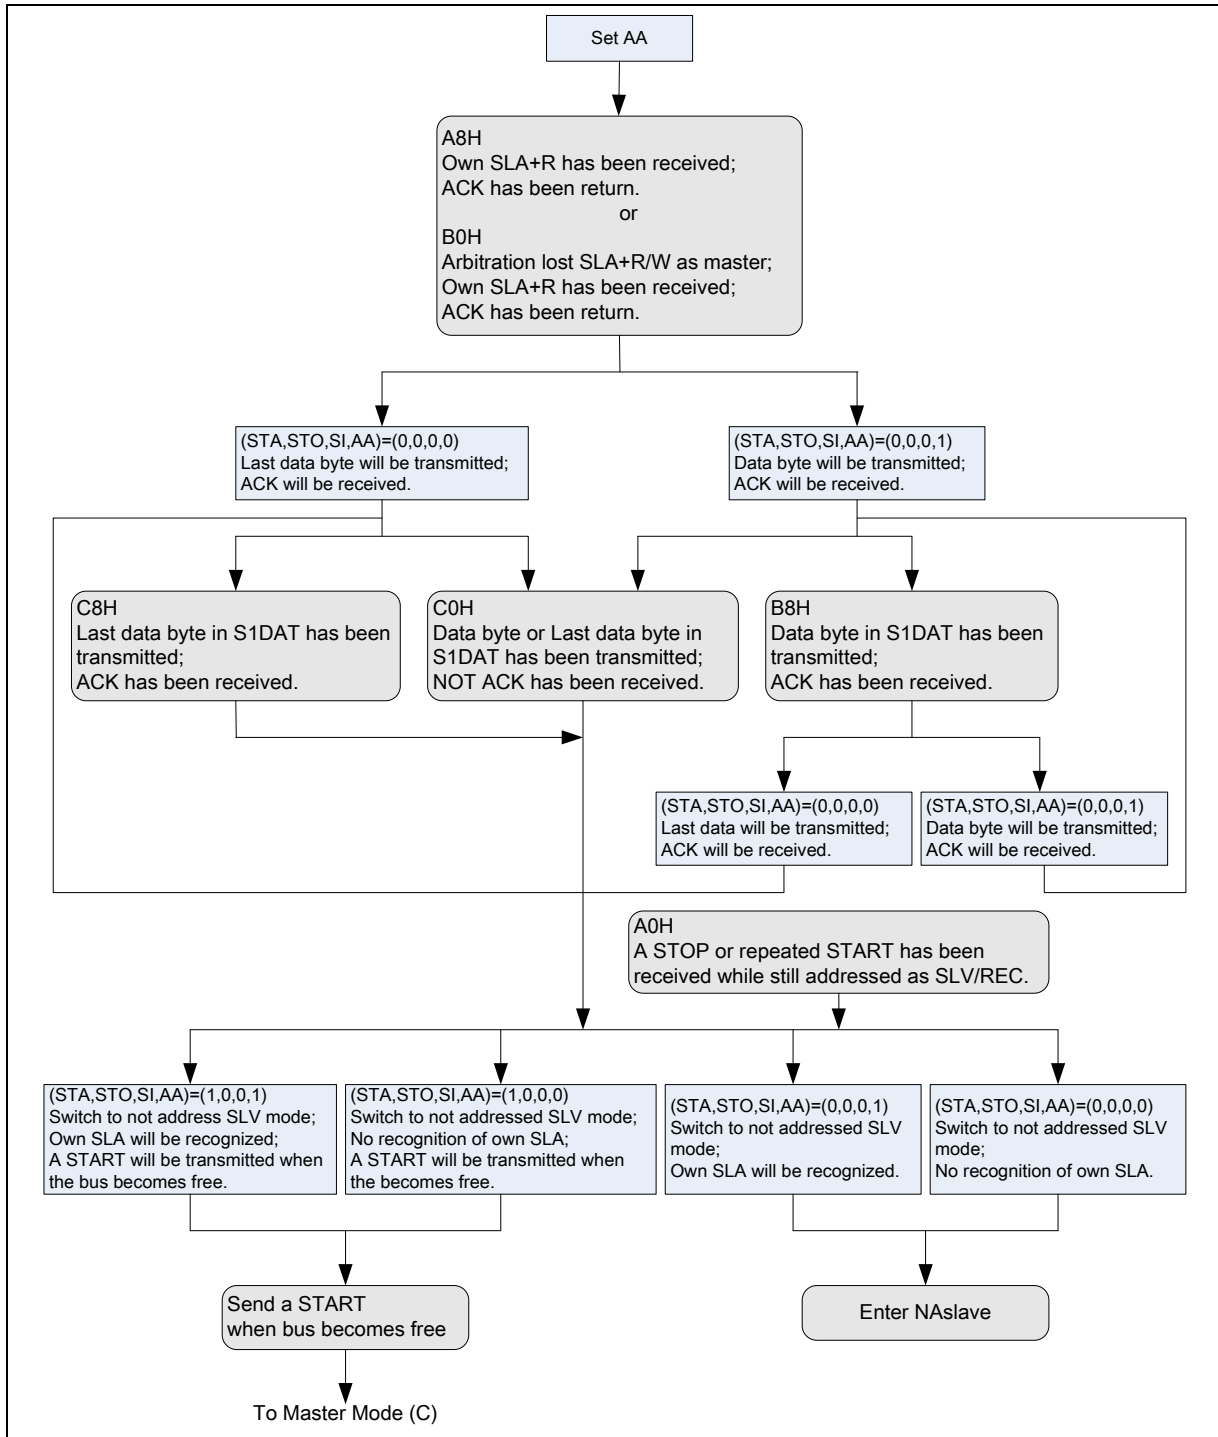 Set AA
A8H
Own SLA+R has been received;
ACK has been return.
or
B0H
Arbitration lost SLA+R/W as master;
Own SLA+R has been received;
ACK has been return.
(STA,STO,SI,AA)=(0,0,0,0)
Last data byte will be transmitted;
ACK will be received.
(STA,STO,SI,AA)=(0,0,0,1)
Data byte will be transmitted;
ACK will be received.
C8H
Last data byte in S1DAT has been
transmitted;
ACK has been received.
C0H
Data byte or Last data byte in
S1DAT has been transmitted;
NOT ACK has been received.
B8H
Data byte in S1DAT has been
transmitted;
ACK has been received.
(STA,STO,SI,AA)=(0,0,0,0)
Last data will be transmitted;
ACK will be received.
(STA,STO,SI,AA)=(0,0,0,1)
Data byte will be transmitted;
ACK will be received.
A0H
A STOP or repeated START has been
received while still addressed as SLV/REC.
(STA,STO,SI,AA)=(1,0,0,1)
Switch to not address SLV mode;
Own SLA will be recognized;
A START will be transmitted when
the bus becomes free.
(STA,STO,SI,AA)=(1,0,0,0)
Switch to not addressed SLV mode;
No recognition of own SLA;
A START will be transmitted when
the becomes free.
(STA,STO,SI,AA)=(0,0,0,1)
Switch to not addressed SLV
mode;
Own SLA will be recognized.
(STA,STO,SI,AA)=(0,0,0,0)
Switch to not addressed SLV
mode;
No recognition of own SLA.
Send a START
when bus becomes free
Enter NAslave
To Master Mode (C)